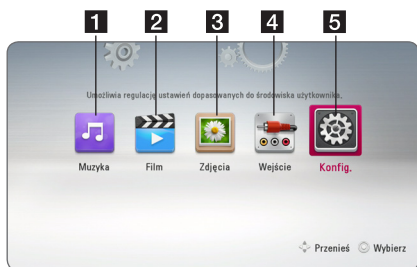 1 2 3 4 5
Umożliwia regulację ustawień dopasowanych do środowiska użytkownika.
Muzyka Film Zdjęcia Wejście Konfig.
Przenieś Wybierz